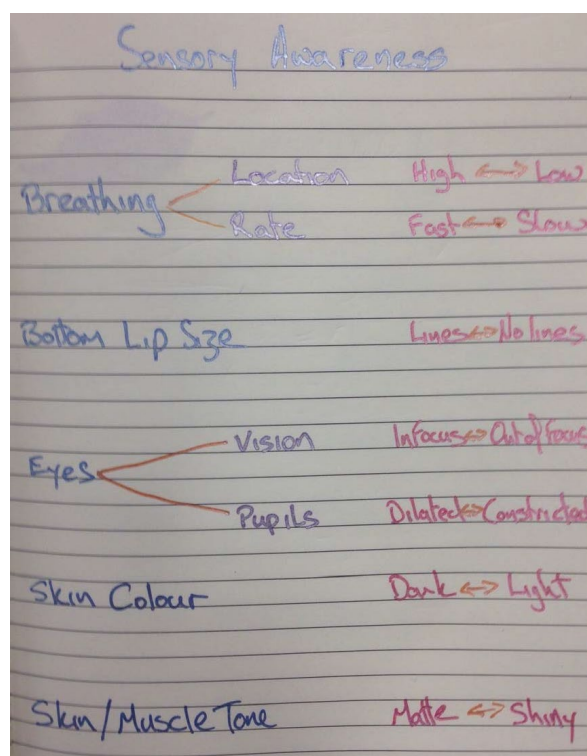 Sensory Awareness
Location High ↔ Low
Breathing
Rate Fast ↔ Slow
Bottom Lip Size Lines ↔ No lines
Vision In Focus ↔ Out of Focus
Eyes
Pupils Dilated ↔ Constricted
Skin Colour Dark ↔ Light
Skin/Muscle Tone Matte ↔ Shiny